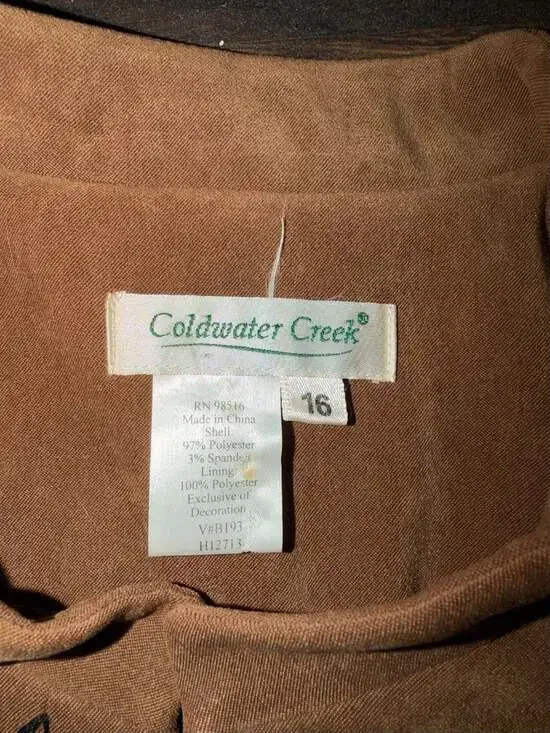 Coldwater Creek®
16
RN 98516
Made in China
Shell
97% Polyester
3% Spandex
Lining:
100% Polyester
Exclusive of
Decoration
V#B193
H12713